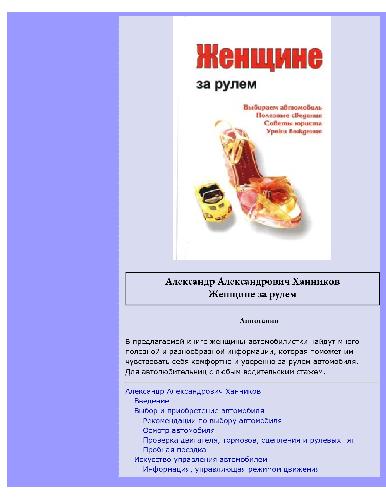 Женщине
за рулем
Выбираем автомобиль
Полезные сведения
Советы юриста
Уроки вождения
Александр Александрович Ханников
Женщине за рулем
Аннотация
В предлагаемой книге женщины-автомобилистки найдут много
полезной и разнообразной информации, которая поможет им
чувствовать себя комфортно и уверенно за рулем автомобиля.
Для автолюбительниц с любым водительским стажем.
Александр Александрович Ханников
Введение
Выбор и приобретение автомобиля
Рекомендации по выбору автомобиля
Осмотр автомобиля
Проверка двигателя, тормозов, сцепления и рулевых тяг
Пробная поездка
Искусство управления автомобилем
Информация, управляющая режимом движения